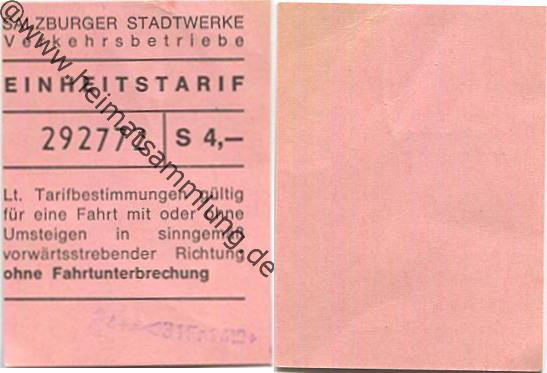 SALZBURGER STADTWERKE
Verkehrsbetriebe
EINHEITSTARIF
S 4,—
Lt. Tarifbestimmungen gültig
für eine Fahrt mit oder ohne
Umsteigen in sinngemäß
vorwärtsstrebender Richtung
ohne Fahrtunterbrechung
©www.heimatsammlung.de